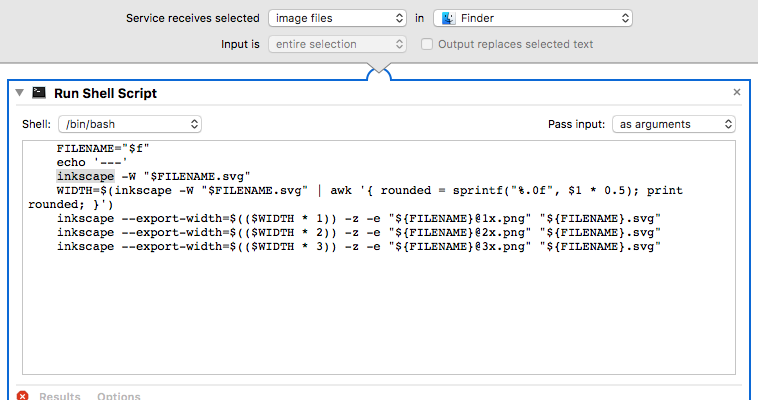 Service receives selected image files in Finder
Input is entire selection Output replaces selected text
Run Shell Script
Shell: /bin/bash Pass input: as arguments
FILENAME="$f"
echo '---'
inkscape -W "$FILENAME.svg"
WIDTH=$(inkscape -W "$FILENAME.svg" | awk '{ rounded = sprintf("%.0f", $1 * 0.5); print
rounded; }')
inkscape --export-width=$(($WIDTH * 1)) -z -e "${FILENAME}@1x.png" "${FILENAME}.svg"
inkscape --export-width=$(($WIDTH * 2)) -z -e "${FILENAME}@2x.png" "${FILENAME}.svg"
inkscape --export-width=$(($WIDTH * 3)) -z -e "${FILENAME}@3x.png" "${FILENAME}.svg"
Results Options